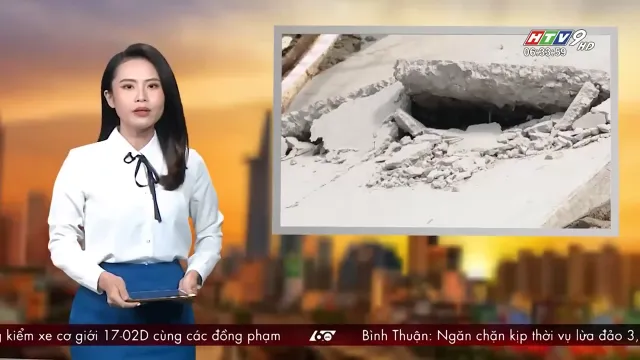 HTV9 HD
06:33:59
g kiểm xe cơ giới 17-02D cùng các đồng phạm
60
Bình Thuận: Ngăn chặn kịp thời vụ lừa đảo 3